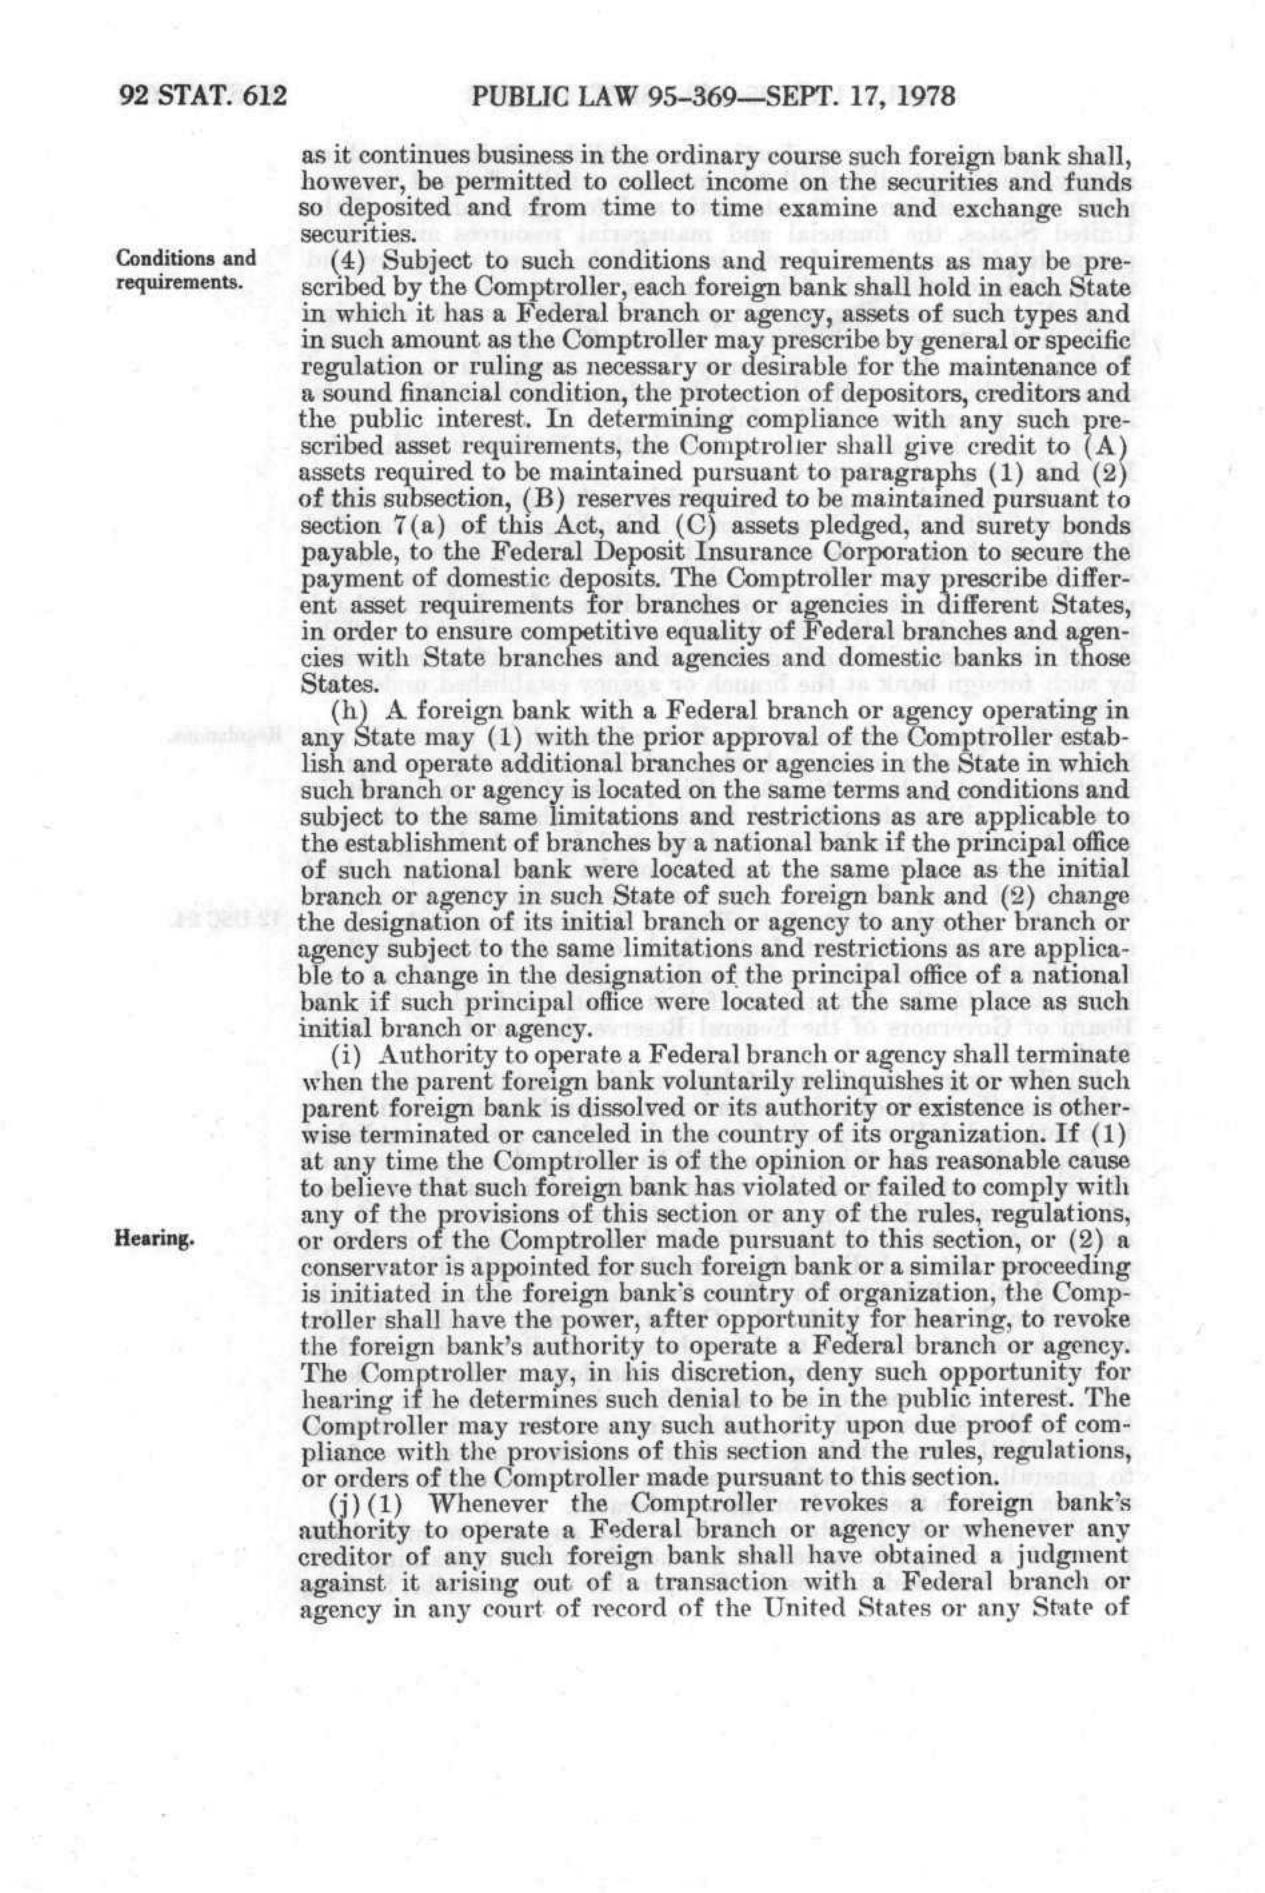 92 STAT. 612 PUBLIC LAW 95-369—SEPT. 17, 1978
as it continues business in the ordinary course such foreign bank shall,
however, be permitted to collect income on the securities and funds
so deposited and from time to time examine and exchange such
securities.
Conditions and
requirements.
(4) Subject to such conditions and requirements as may be pre-
scribed by the Comptroller, each foreign bank shall hold in each State
in which it has a Federal branch or agency, assets of such types and
in such amount as the Comptroller may prescribe by general or specific
regulation or ruling as necessary or desirable for the maintenance of
a sound financial condition, the protection of depositors, creditors and
the public interest. In determining compliance with any such pre-
scribed asset requirements, the Comptroller shall give credit to (A)
assets required to be maintained pursuant to paragraphs (1) and (2)
of this subsection, (B) reserves required to be maintained pursuant to
section 7(a) of this Act, and (C) assets pledged, and surety bonds
payable, to the Federal Deposit Insurance Corporation to secure the
payment of domestic deposits. The Comptroller may prescribe differ-
ent asset requirements for branches or agencies in different States,
in order to ensure competitive equality of Federal branches and agen-
cies with State branches and agencies and domestic banks in those
States.
(h) A foreign bank with a Federal branch or agency operating in
any State may (1) with the prior approval of the Comptroller estab-
lish and operate additional branches or agencies in the State in which
such branch or agency is located on the same terms and conditions and
subject to the same limitations and restrictions as are applicable to
the establishment of branches by a national bank if the principal office
of such national bank were located at the same place as the initial
branch or agency in such State of such foreign bank and (2) change
the designation of its initial branch or agency to any other branch or
agency subject to the same limitations and restrictions as are applica-
ble to a change in the designation of the principal office of a national
bank if such principal office were located at the same place as such
initial branch or agency.
(i) Authority to operate a Federal branch or agency shall terminate
when the parent foreign bank voluntarily relinquishes it or when such
parent foreign bank is dissolved or its authority or existence is other-
wise terminated or canceled in the country of its organization. If (1)
at any time the Comptroller is of the opinion or has reasonable cause
to believe that such foreign bank has violated or failed to comply with
any of the provisions of this section or any of the rules, regulations,
Hearing.
or orders of the Comptroller made pursuant to this section, or (2) a
conservator is appointed for such foreign bank or a similar proceeding
is initiated in the foreign bank's country of organization, the Comp-
troller shall have the power, after opportunity for hearing, to revoke
the foreign bank's authority to operate a Federal branch or agency.
The Comptroller may, in his discretion, deny such opportunity for
hearing if he determines such denial to be in the public interest. The
Comptroller may restore any such authority upon due proof of com-
pliance with the provisions of this section and the rules, regulations,
or orders of the Comptroller made pursuant to this section.
(j)(1) Whenever the Comptroller revokes a foreign bank's
authority to operate a Federal branch or agency or whenever any
creditor of any such foreign bank shall have obtained a judgment
against it arising out of a transaction with a Federal branch or
agency in any court of record of the United States or any State of